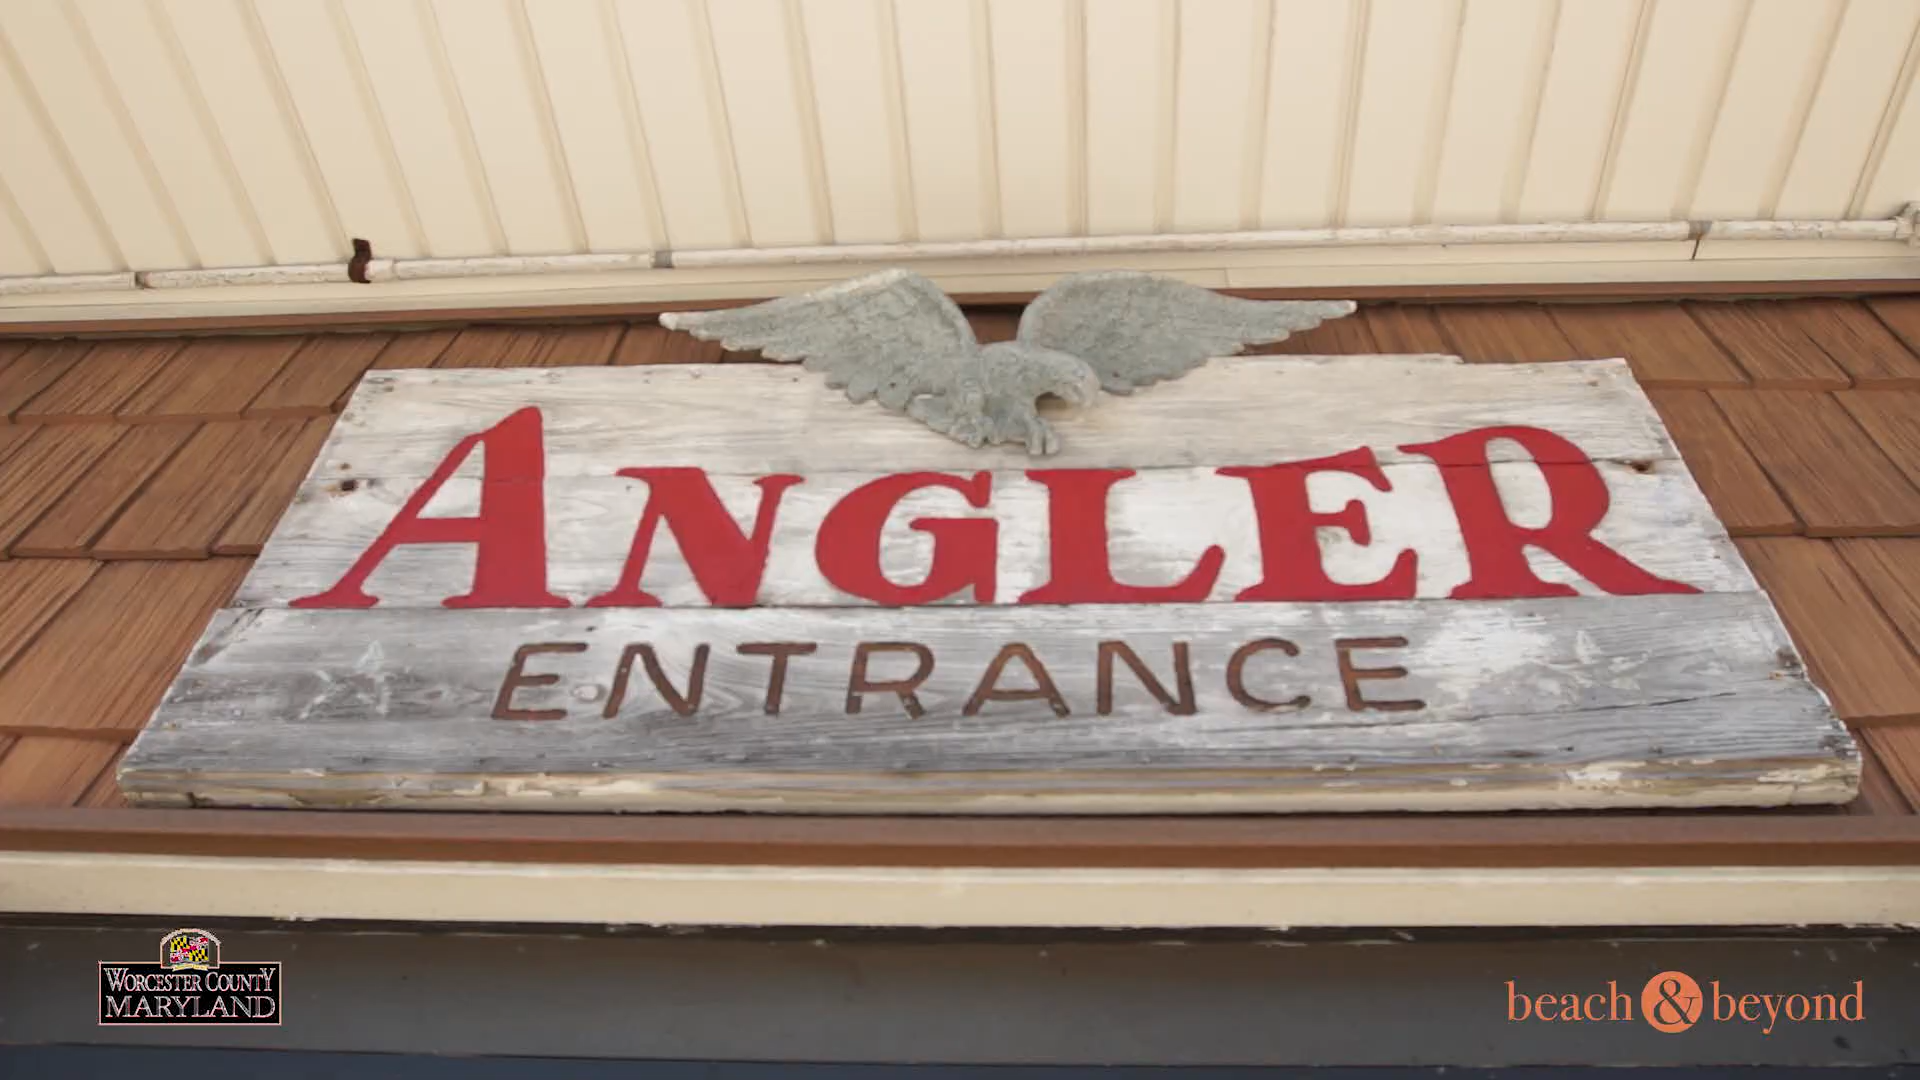 ANGLER
ENTRANCE
WORCESTER COUNTY
MARYLAND
beach & beyond